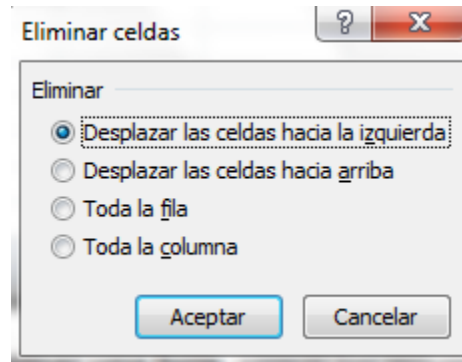 Eliminar celdas
Eliminar
Desplazar las celdas hacia la izquierda
Desplazar las celdas hacia arriba
Toda la fila
Toda la columna
Aceptar
Cancelar